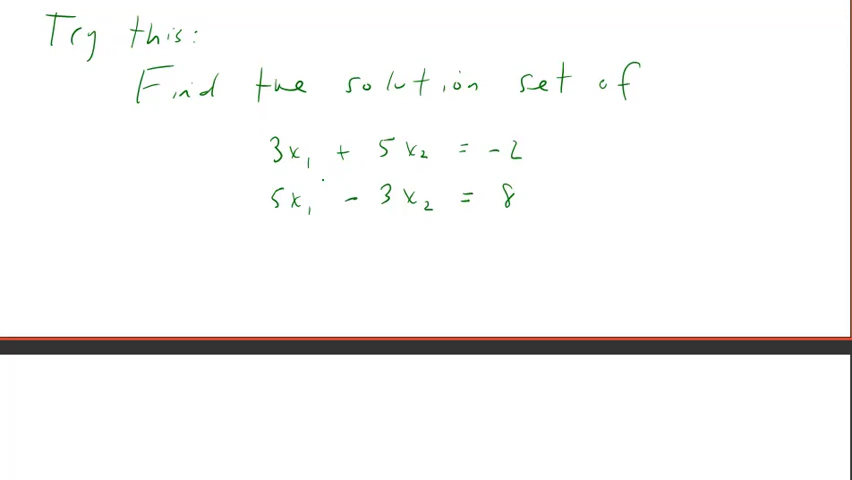 Try this:
Find the solution set of
3x₁ + 5x₂ = -2
5x₁ - 3x₂ = 8